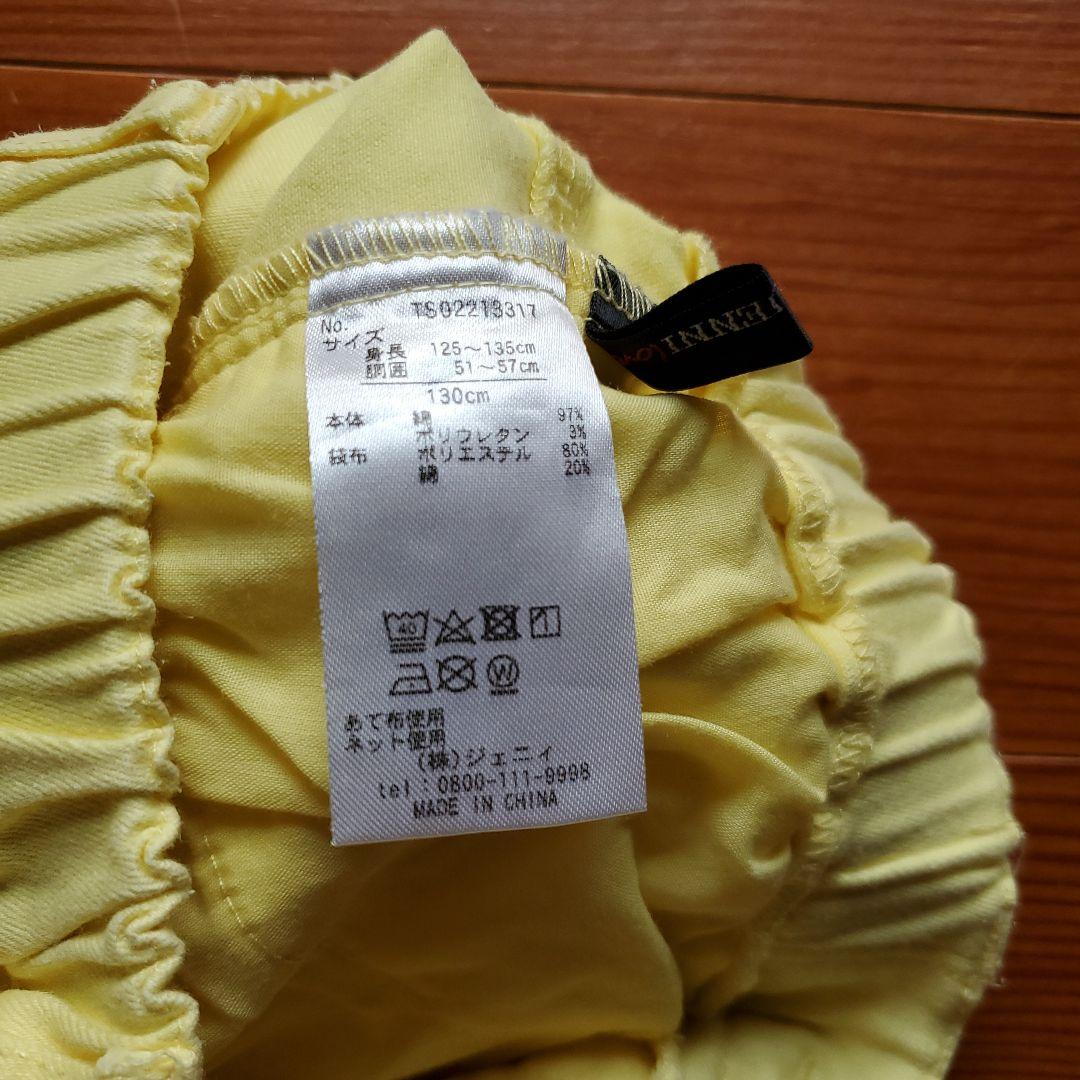 No. TS02213317
サイズ
身長 125～135cm
胴囲 51～57cm
130cm
本体 綿 97%
ポリウレタン 3%
袋布 ポリエステル 80%
綿 20%
40
W
あて布使用
ネット使用
(株)ジェニィ
tel:0800-111-9998
MADE IN CHINA
JENNI
love